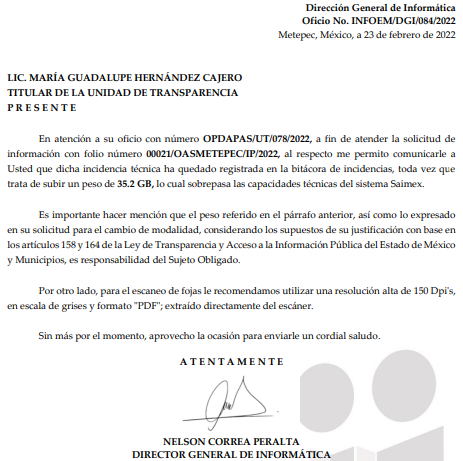 Dirección General de Informática
Oficio No. INFOEM/DGI/084/2022
Metepec, México, a 23 de febrero de 2022
LIC. MARÍA GUADALUPE HERNÁNDEZ CAJERO
TITULAR DE LA UNIDAD DE TRANSPARENCIA
P R E S E N T E
En atención a su oficio con número OPDAPAS/UT/078/2022, a fin de atender la solicitud de
información con folio número 00021/OASMETEPEC/IP/2022, al respecto me permito comunicarle a
Usted que dicha incidencia técnica ha quedado registrada en la bitácora de incidencias, toda vez que
trata de subir un peso de 35.2 GB, lo cual sobrepasa las capacidades técnicas del sistema Saimex.
Es importante hacer mención que el peso referido en el párrafo anterior, así como lo expresado
en su solicitud para el cambio de modalidad, considerando los supuestos de su justificación con base en
los artículos 158 y 164 de la Ley de Transparencia y Acceso a la Información Pública del Estado de México
y Municipios, es responsabilidad del Sujeto Obligado.
Por otro lado, para el escaneo de fojas le recomendamos utilizar una resolución alta de 150 Dpi's,
en escala de grises y formato "PDF"; extraído directamente del escáner.
Sin más por el momento, aprovecho la ocasión para enviarle un cordial saludo.
A T E N T A M E N T E
NELSON CORREA PERALTA
DIRECTOR GENERAL DE INFORMÁTICA